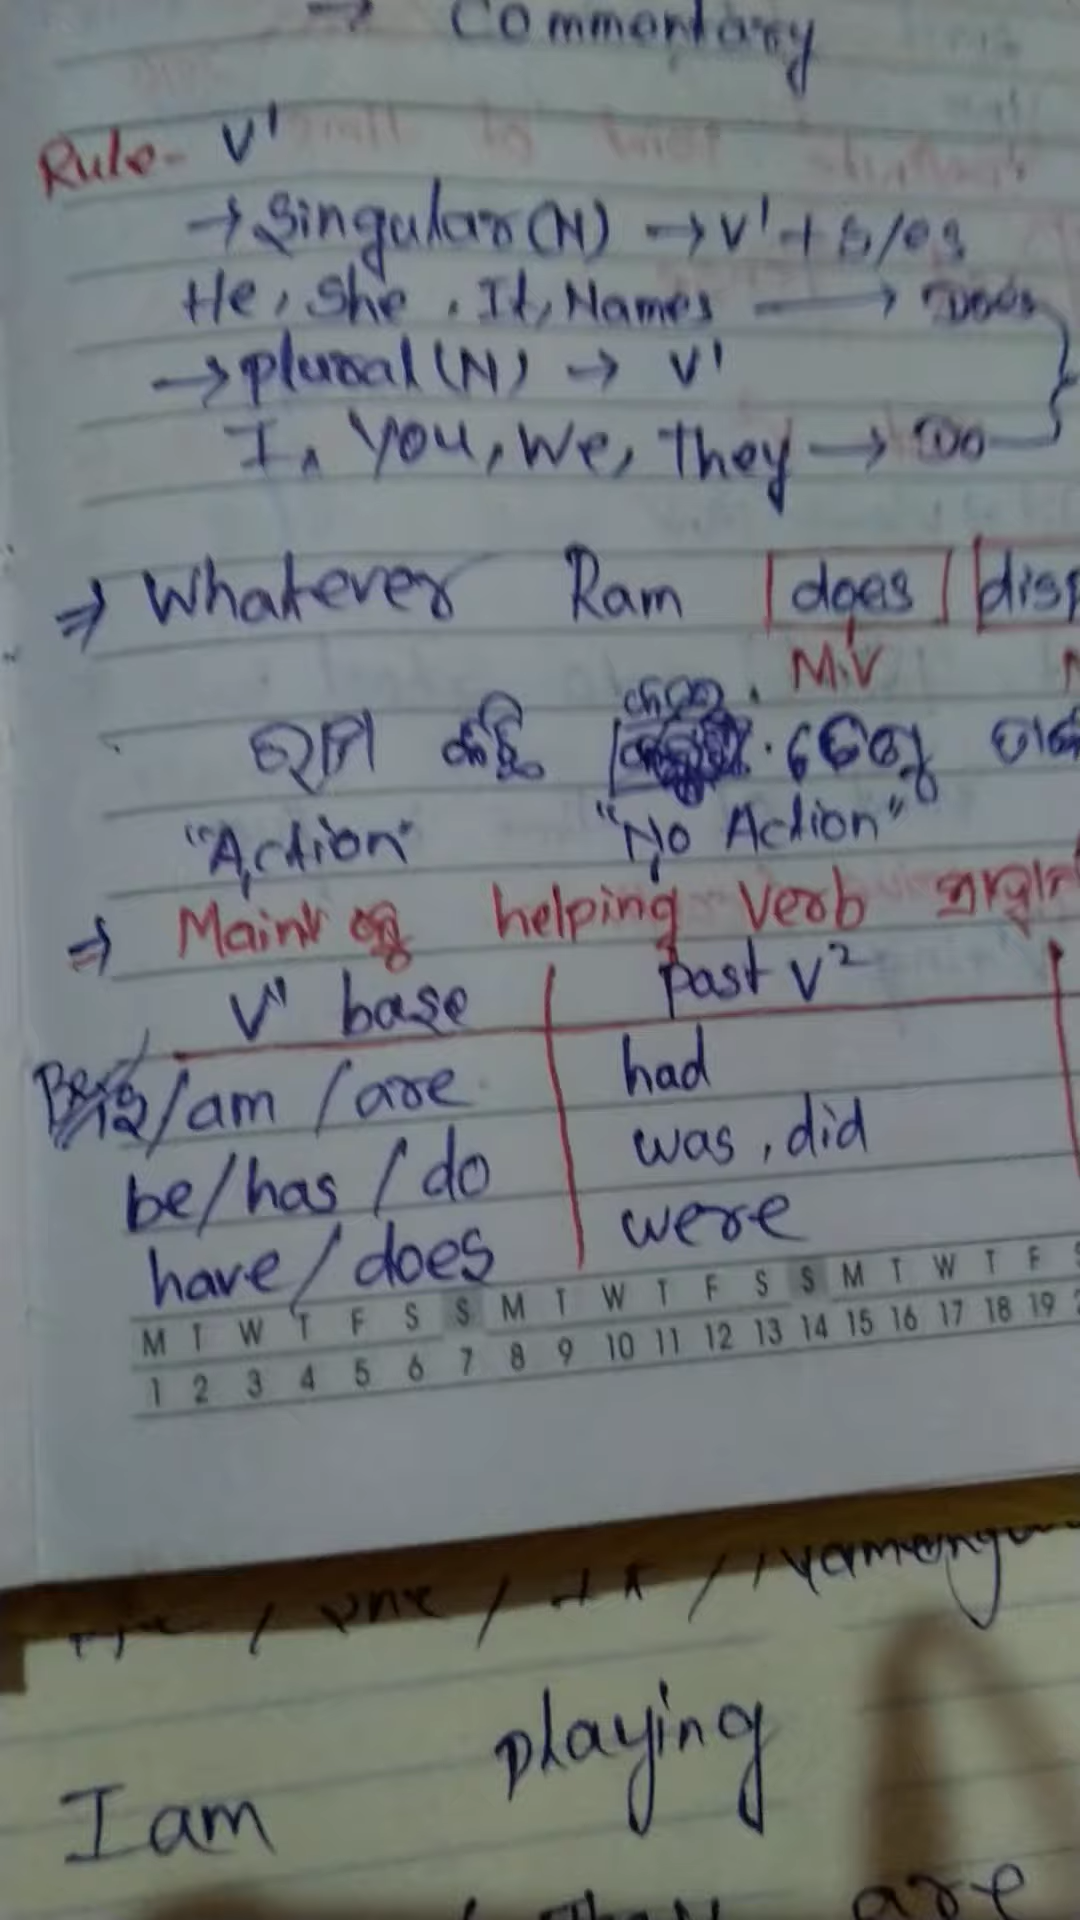 → Commentary
Rule- V¹
→ Singular (N) → V¹ + s/es
He, She, It, Names → Does
→ plural (N) → V¹
I, You, We, They → Do
⇒ Whatever Ram does disp
M.V
ରାମ କିଛି
"Action" "No Action"
⇒ Main ଓ helping verb
V¹ base past V²
is/am/are had
be/has/do was, did
have/does were
M T W T F S S M T W T F S S M T W T F
1 2 3 4 5 6 7 8 9 10 11 12 13 14 15 16 17 18 19
I am playing
are